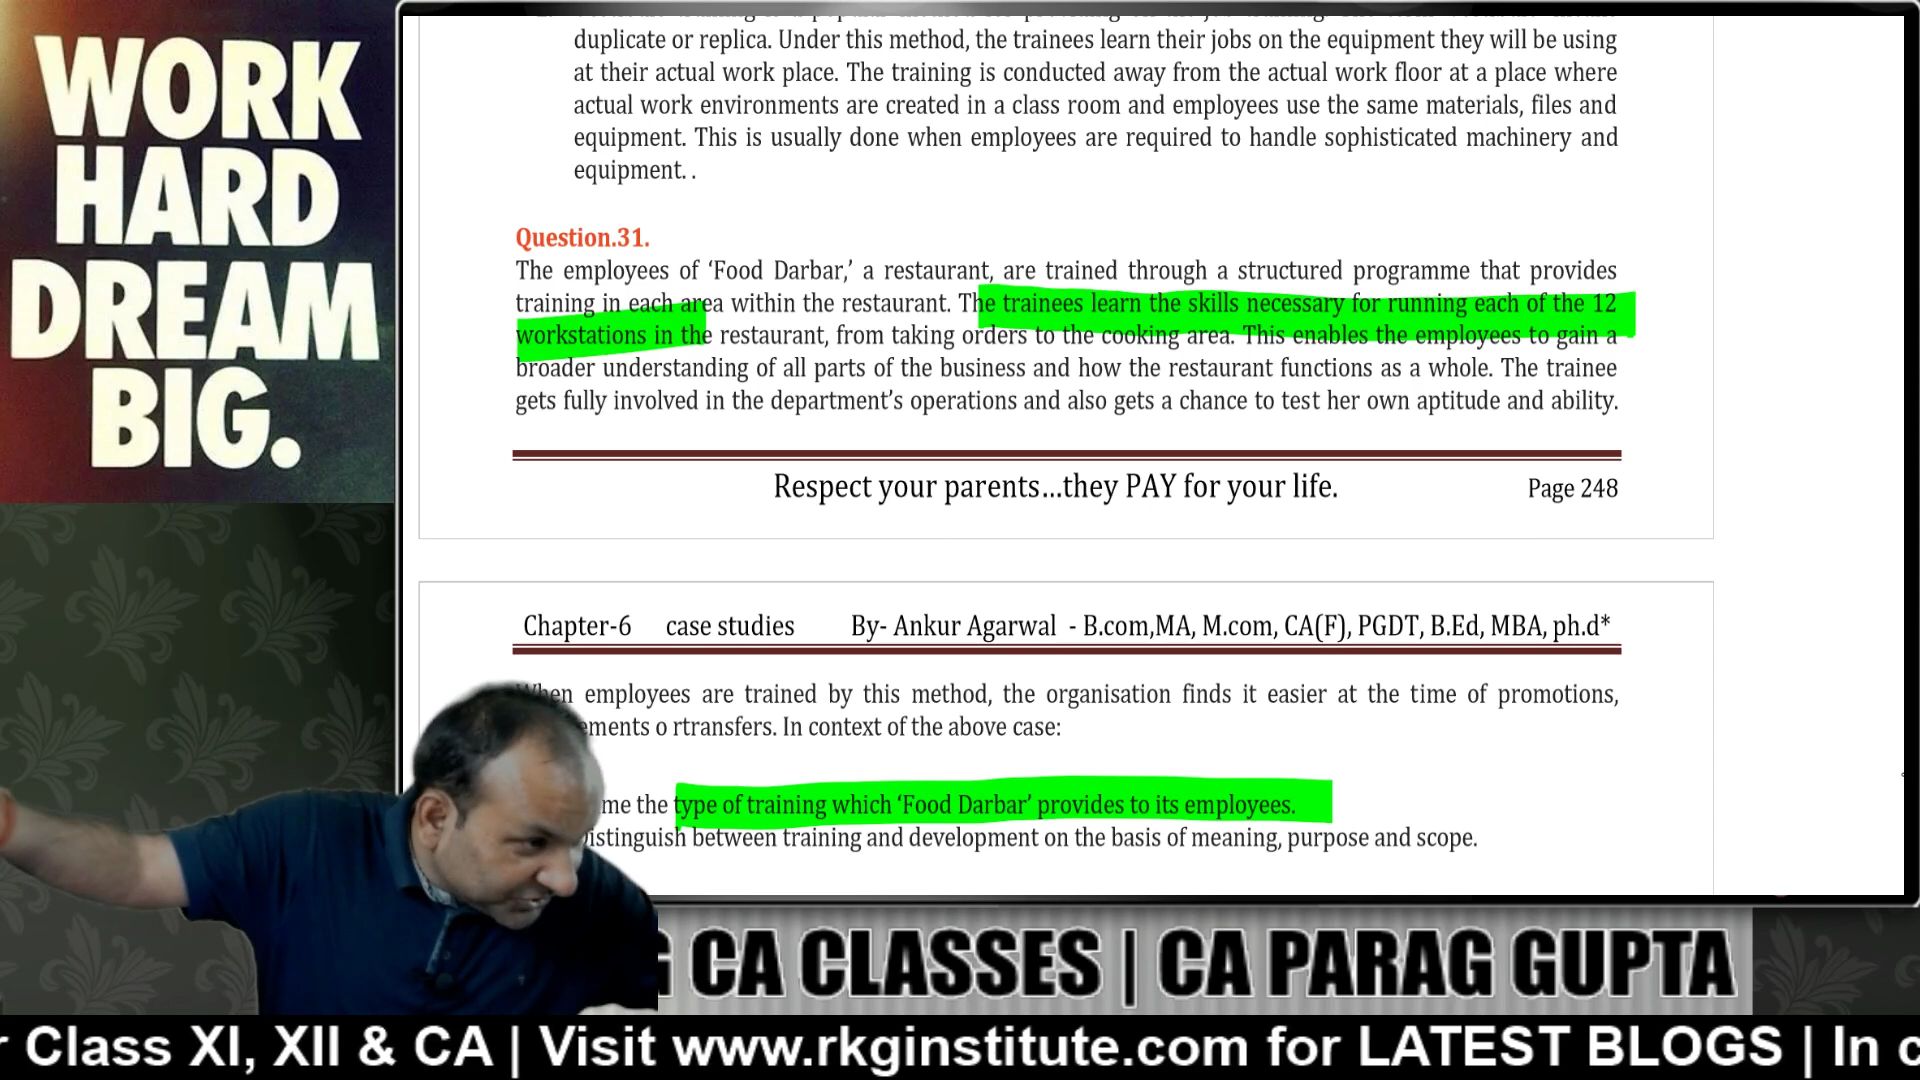 WORK
HARD
DREAM
BIG.
duplicate or replica. Under this method, the trainees learn their jobs on the equipment they will be using
at their actual work place. The training is conducted away from the actual work floor at a place where
actual work environments are created in a class room and employees use the same materials, files and
equipment. This is usually done when employees are required to handle sophisticated machinery and
equipment. .
Question.31.
The employees of ‘Food Darbar,’ a restaurant, are trained through a structured programme that provides
training in each area within the restaurant. The trainees learn the skills necessary for running each of the 12
workstations in the restaurant, from taking orders to the cooking area. This enables the employees to gain a
broader understanding of all parts of the business and how the restaurant functions as a whole. The trainee
gets fully involved in the department’s operations and also gets a chance to test her own aptitude and ability.
Respect your parents...they PAY for your life.
Page 248
Chapter-6 case studies By- Ankur Agarwal - B.com,MA, M.com, CA(F), PGDT, B.Ed, MBA, ph.d*
When employees are trained by this method, the organisation finds it easier at the time of promotions,
ements o rtransfers. In context of the above case:
me the type of training which ‘Food Darbar’ provides to its employees.
istinguish between training and development on the basis of meaning, purpose and scope.
CA CLASSES | CA PARAG GUPTA
r Class XI, XII & CA | Visit www.rkginstitute.com for LATEST BLOGS | In c